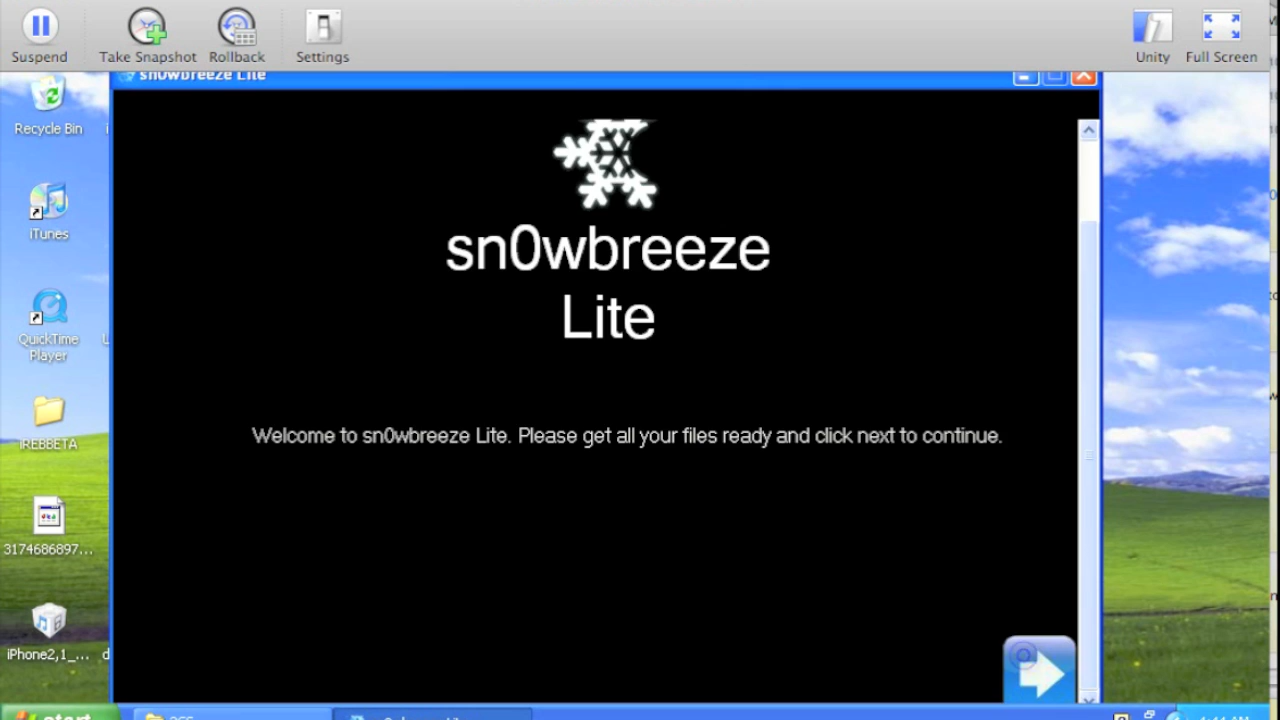 Suspend
Take Snapshot
Rollback
Settings
Unity
Full Screen
sn0wbreeze Lite
Recycle Bin
iTunes
QuickTime
Player
iREBBETA
3174686897...
iPhone2,1_...
sn0wbreeze
Lite
Welcome to sn0wbreeze Lite. Please get all your files ready and click next to continue.
start